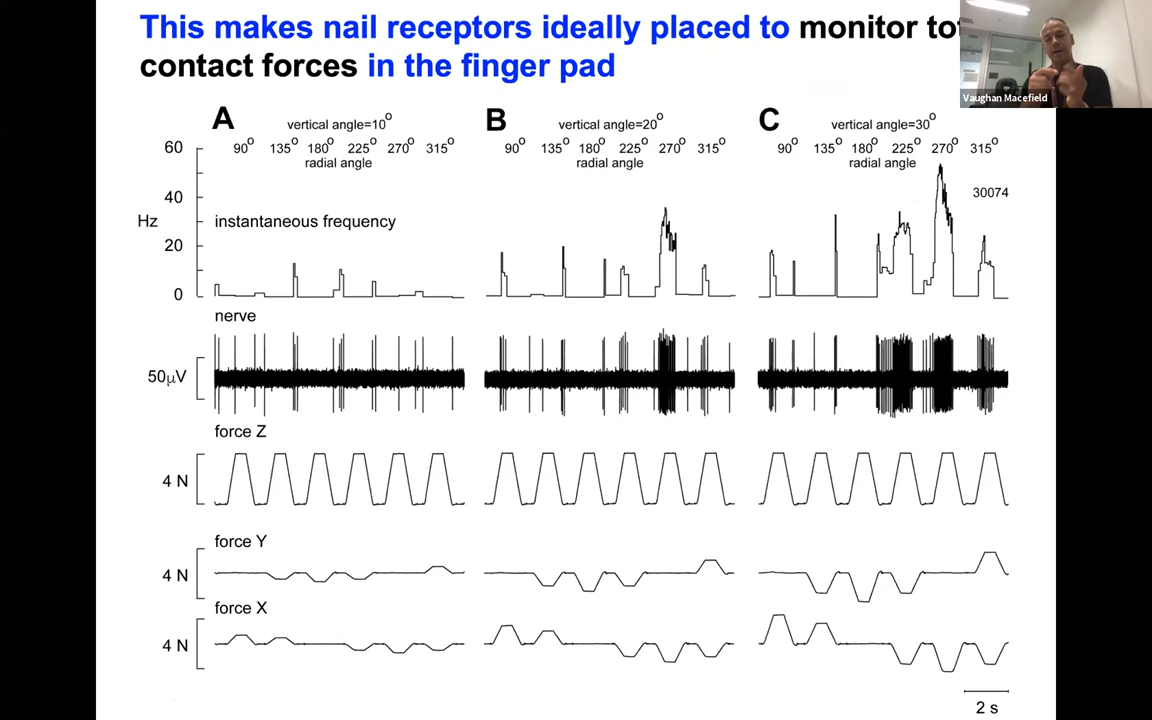 This makes nail receptors ideally placed to monitor
contact forces in the finger pad
Vaughan Macefield
A
vertical angle=10°
90° 135° 180° 225° 270° 315°
radial angle
B
vertical angle=20°
90° 135° 180° 225° 270° 315°
radial angle
C
vertical angle=30°
90° 135° 180° 225° 270° 315°
radial angle
60
40
Hz
20
0
instantaneous frequency
30074
nerve
50µV
force Z
4 N
force Y
4 N
force X
4 N
2 s